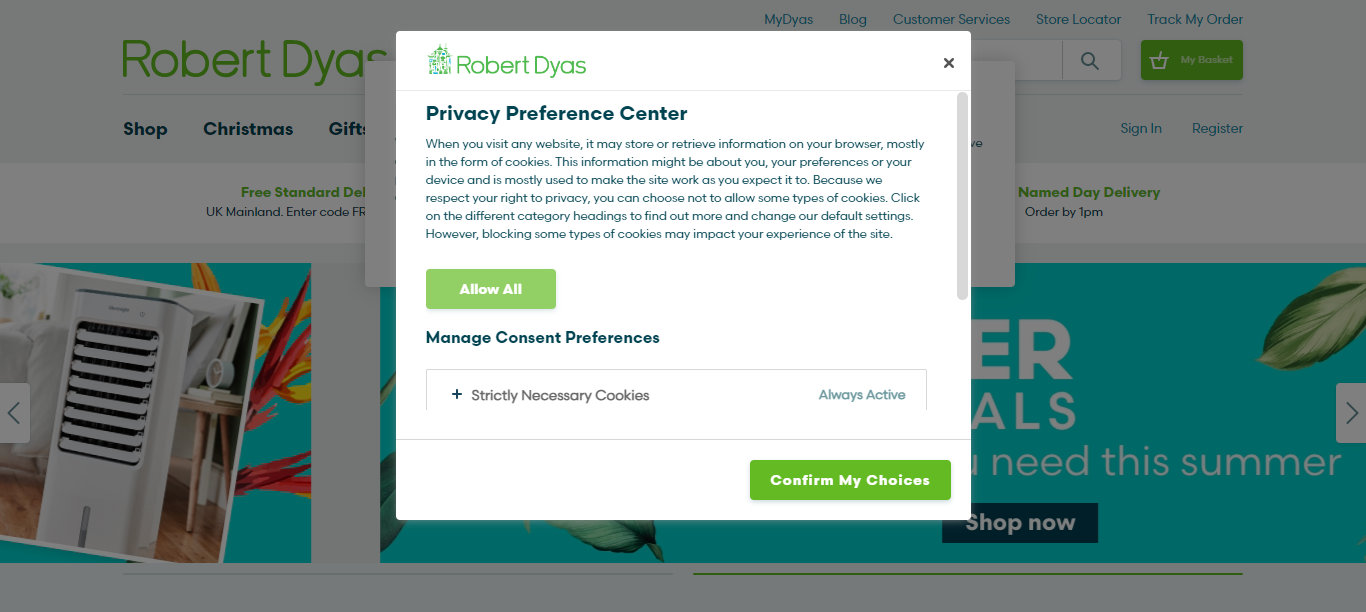 MyDyas Blog Customer Services Store Locator Track My Order
Robert Dyas
My Basket
Robert Dyas
Shop Christmas Gifts
Sign In Register
Free Standard Del
UK Mainland. Enter code FR
Named Day Delivery
Order by 1pm
Privacy Preference Center
When you visit any website, it may store or retrieve information on your browser, mostly
in the form of cookies. This information might be about you, your preferences or your
device and is mostly used to make the site work as you expect it to. Because we
respect your right to privacy, you can choose not to allow some types of cookies. Click
on the different category headings to find out more and change our default settings.
However, blocking some types of cookies may impact your experience of the site.
Allow All
Manage Consent Preferences
+ Strictly Necessary Cookies Always Active
Confirm My Choices
ER
ALS
u need this summer
Shop now